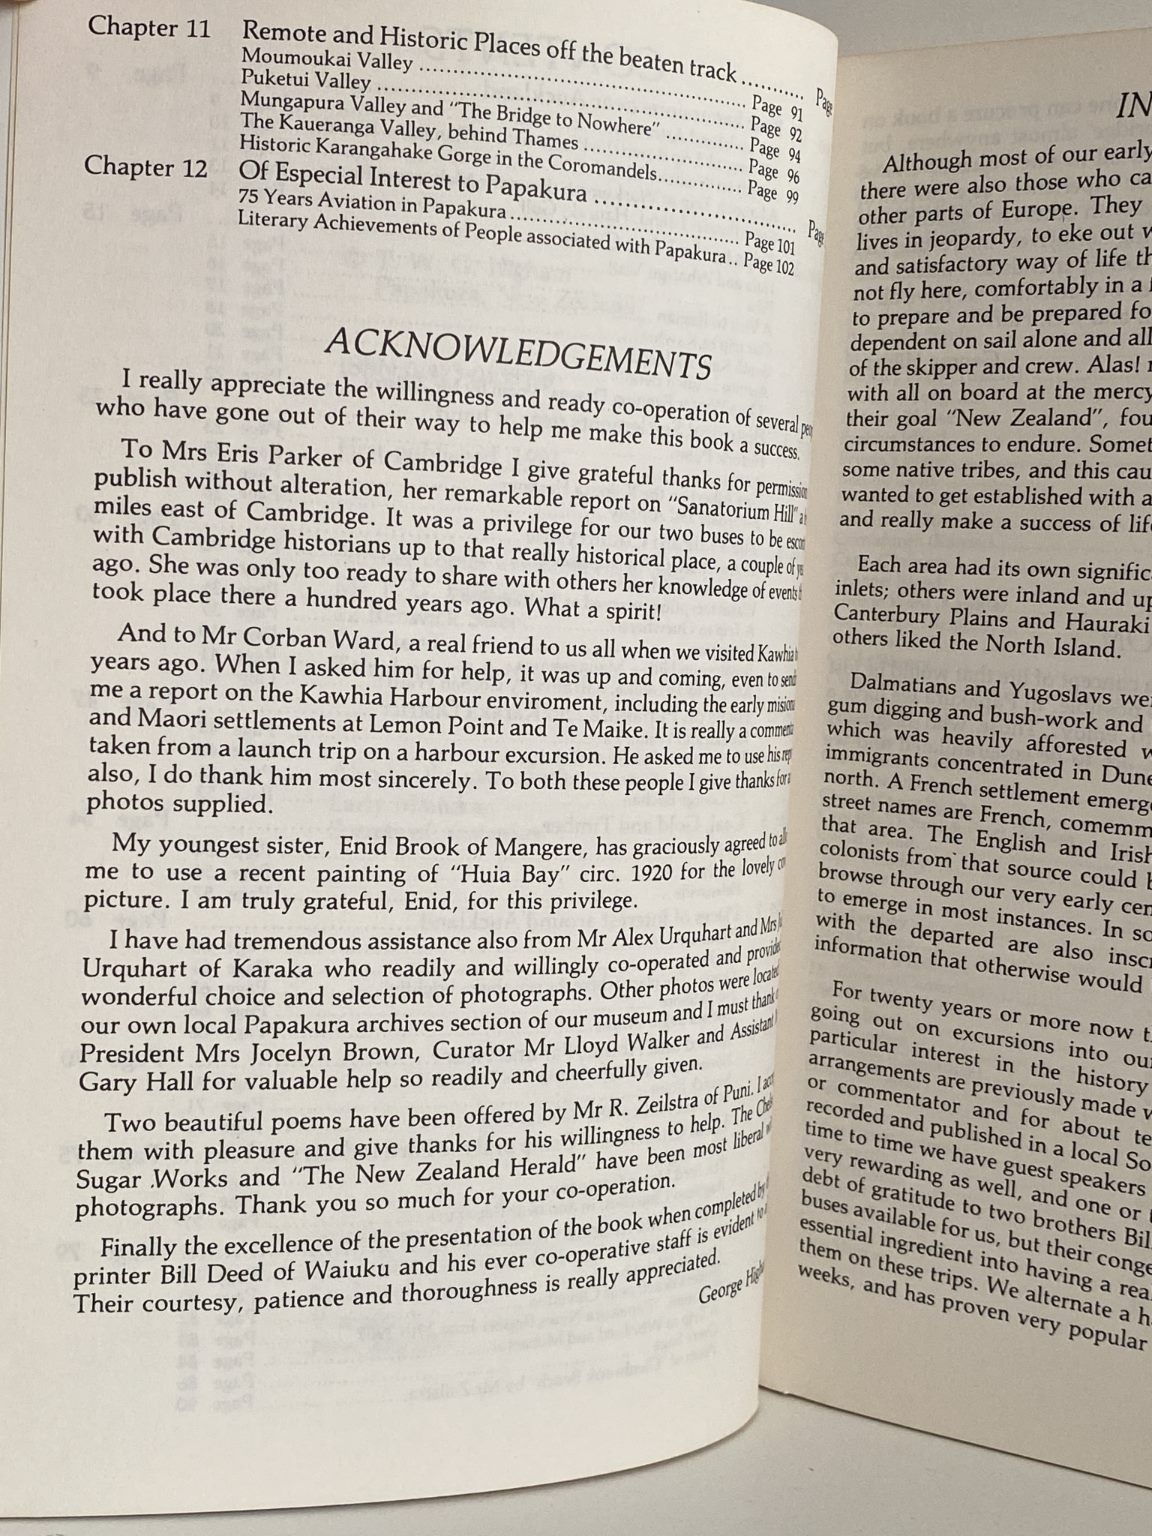 Chapter 11 Remote and Historic Places off the beaten track ..........
Moumoukai Valley .................................................. Page 91
Puketui Valley ........................................................ Page 92
Mungapura Valley and "The Bridge to Nowhere" ............ Page 94
The Kaueranga Valley, behind Thames ........................ Page 96
Historic Karangahake Gorge in the Coromandels............. Page 99
Chapter 12 Of Especial Interest to Papakura ..............................
75 Years Aviation in Papakura .................................. Page 101
Literary Achievements of People associated with Papakura.. Page 102
ACKNOWLEDGEMENTS
I really appreciate the willingness and ready co-operation of several
who have gone out of their way to help me make this book a success.
To Mrs Eris Parker of Cambridge I give grateful thanks for permission
publish without alteration, her remarkable report on "Sanatorium Hill"
miles east of Cambridge. It was a privilege for our two buses to be
with Cambridge historians up to that really historical place, a couple of
ago. She was only too ready to share with others her knowledge of events
took place there a hundred years ago. What a spirit!
And to Mr Corban Ward, a real friend to us all when we visited Kawhia
years ago. When I asked him for help, it was up and coming, even to send
me a report on the Kawhia Harbour enviroment, including the early
and Maori settlements at Lemon Point and Te Maike. It is really a
taken from a launch trip on a harbour excursion. He asked me to use his
also, I do thank him most sincerely. To both these people I give thanks for
photos supplied.
My youngest sister, Enid Brook of Mangere, has graciously agreed to
me to use a recent painting of "Huia Bay" circ. 1920 for the lovely
picture. I am truly grateful, Enid, for this privilege.
I have had tremendous assistance also from Mr Alex Urquhart and Mrs
Urquhart of Karaka who readily and willingly co-operated and
wonderful choice and selection of photographs. Other photos were located
our own local Papakura archives section of our museum and I must thank
President Mrs Jocelyn Brown, Curator Mr Lloyd Walker and Assistant
Gary Hall for valuable help so readily and cheerfully given.
Two beautiful poems have been offered by Mr R. Zeilstra of Puni. I
them with pleasure and give thanks for his willingness to help. The
Sugar Works and "The New Zealand Herald" have been most liberal
photographs. Thank you so much for your co-operation.
Finally the excellence of the presentation of the book when completed by
printer Bill Deed of Waiuku and his ever co-operative staff is evident to
Their courtesy, patience and thoroughness is really appreciated.
George
IN
Although most of our early
there were also those who
other parts of Europe. They
lives in jeopardy, to eke out
and satisfactory way of life
not fly here, comfortably in a
to prepare and be prepared
dependent on sail alone and all
of the skipper and crew. Alas!
with all on board at the mercy
their goal "New Zealand",
circumstances to endure.
some native tribes, and this
wanted to get established with a
and really make a success of
Each area had its own
inlets; others were inland and
Canterbury Plains and Hauraki
others liked the North Island.
Dalmatians and Yugoslavs
gum digging and bush-work and
which was heavily afforested
immigrants concentrated in
north. A French settlement
street names are French,
that area. The English and
colonists from that source could
browse through our very early
to emerge in most instances. In
with the departed are also
information that otherwise would
For twenty years or more now
going out on excursions into
particular interest in the history
arrangements are previously made
or commentator and for about
recorded and published in a local
time to time we have guest speakers
very rewarding as well, and one or
debt of gratitude to two brothers
buses available for us, but their
essential ingredient into having a
them on these trips. We alternate a
weeks, and has proven very popular